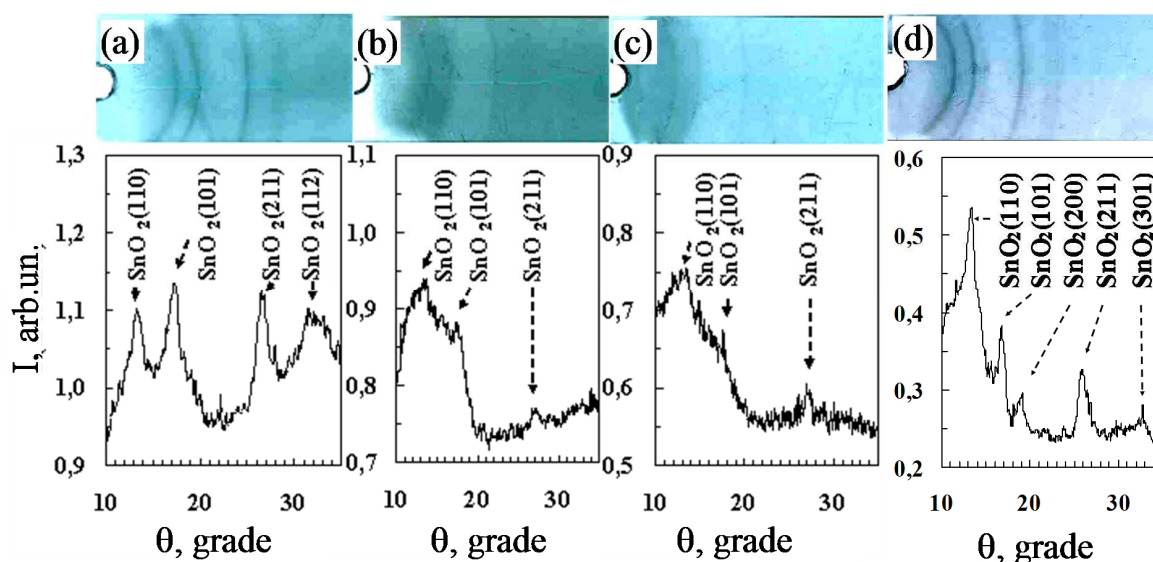 (a) (b) (c) (d)
I, arb.un.
1,3
1,2
1,1
1,0
0,9
SnO2(110)
SnO2(101)
SnO2(211)
SnO2(112)
10 20 30
θ, grade
1,1
1,0
0,9
0,8
0,7
SnO2(110)
SnO2(101)
SnO2(211)
10 20 30
θ, grade
0,9
0,8
0,7
0,6
0,5
SnO2(110)
SnO2(101)
SnO2(211)
10 20 30
θ, grade
0,6
0,5
0,4
0,3
0,2
SnO2(110)
SnO2(101)
SnO2(200)
SnO2(211)
SnO2(301)
10 20 30
θ, grade